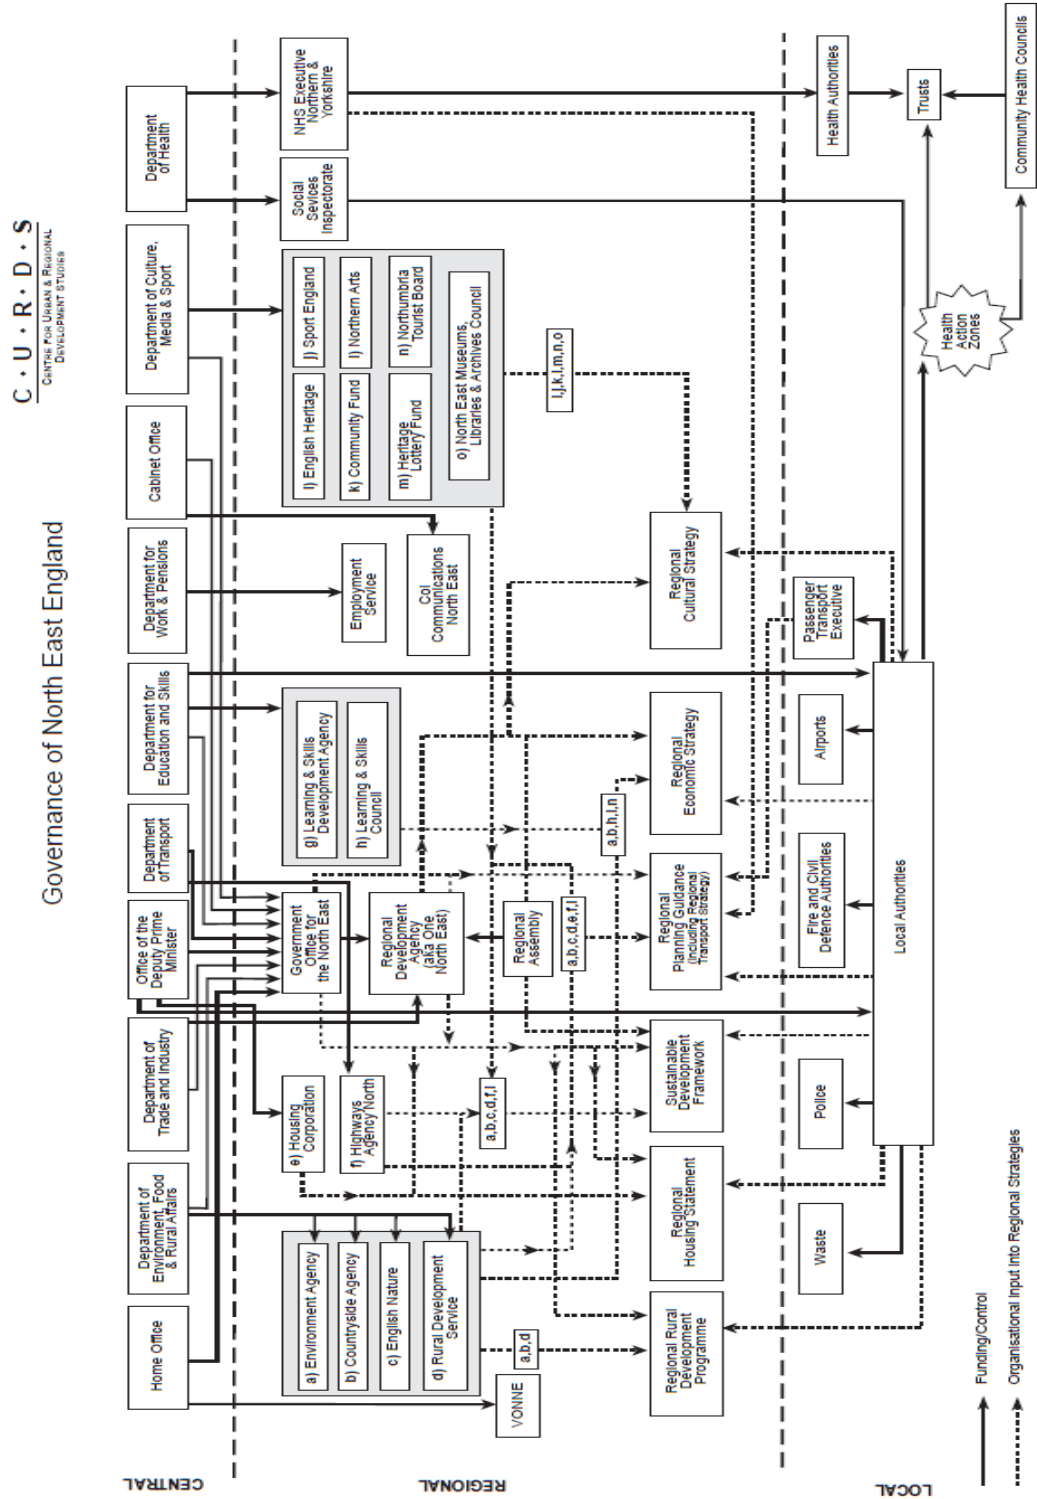 Governance of North East England
C · U · R · D · S
CENTRE FOR URBAN & REGIONAL
DEVELOPMENT STUDIES
CENTRAL
Home Office
Department of
Environment, Food
& Rural Affairs
Department of
Trade and Industry
Office of the
Deputy Prime
Minister
Department
of Transport
Department for
Education and Skills
Department for
Work & Pensions
Cabinet Office
Department of Culture,
Media & Sport
Department
of Health
REGIONAL
a) Environment Agency
b) Countryside Agency
c) English Nature
d) Rural Development
Service
VONNE
a,b,d
e) Housing
Corporation
f) Highways
Agency North
a,b,c,d,f,l
Government
Office for
the North East
Regional
Development
Agency
(aka One
North East)
Regional
Assembly
a,b,c,d,e,f,l
g) Learning & Skills
Development Agency
h) Learning & Skills
Council
a,b,h,l,n
Employment
Service
CoI
Communications
North East
i) English Heritage
j) Sport England
k) Community Fund
l) Northern Arts
m) Heritage
Lottery Fund
n) Northumbria
Tourist Board
o) North East Museums,
Libraries & Archives Council
i,j,k,l,m,n,o
Social
Sevices
Inspectorate
NHS Executive
Northern &
Yorkshire
Regional Rural
Development
Programme
Regional
Housing Statement
Sustainable
Development
Framework
Regional
Planning Guidance
(Including Regional
Transport Strategy)
Regional
Economic Strategy
Regional
Cultural Strategy
LOCAL
Waste
Police
Fire and Civil
Defence Authorities
Airports
Passenger
Transport
Executive
Local Authorities
Health Authorities
Trusts
Health
Action
Zones
Community Health Councils
Funding/Control
Organisational Input Into Regional Strategies